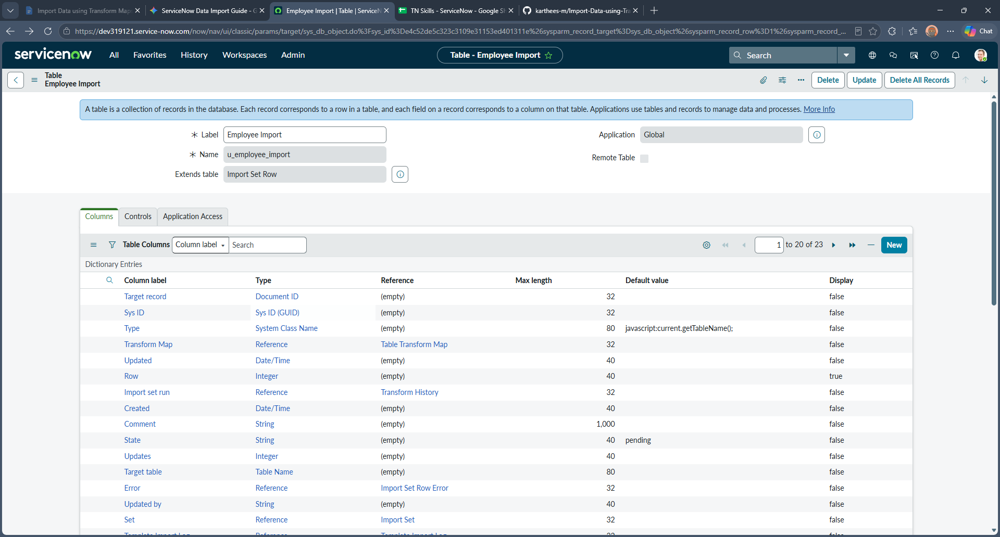 Import Data using Transform Maps
ServiceNow Data Import Guide - G
Employee Import | Table | ServiceN
TN Skills - ServiceNow - Google Sh
karthees-m/Import-Data-using-Tra
https://dev319121.service-now.com/now/nav/ui/classic/params/target/sys_db_object.do%3Fsys_id%3De4c52de5c323c3109e31153ed401311e%26sysparm_record_target%3Dsys_db_object%26sysparm_record_row%3D1%26sysparm_record_...
Chat
servicenow All Favorites History Workspaces Admin
Table - Employee Import
Search
Table
Employee Import
Delete Update Delete All Records
A table is a collection of records in the database. Each record corresponds to a row in a table, and each field on a record corresponds to a column on that table. Applications use tables and records to manage data and processes. More Info
Label Employee Import Application Global
Name u_employee_import Remote Table
Extends table Import Set Row
Columns Controls Application Access
Table Columns Column label Search 1 to 20 of 23 New
Dictionary Entries
Column label Type Reference Max length Default value Display
Target record Document ID (empty) 32 false
Sys ID Sys ID (GUID) (empty) 32 false
Type System Class Name (empty) 80 javascript:current.getTableName(); false
Transform Map Reference Table Transform Map 32 false
Updated Date/Time (empty) 40 false
Row Integer (empty) 40 true
Import set run Reference Transform History 32 false
Created Date/Time (empty) 40 false
Comment String (empty) 1,000 false
State String (empty) 40 pending false
Updates Integer (empty) 40 false
Target table Table Name (empty) 80 false
Error Reference Import Set Row Error 32 false
Updated by String (empty) 40 false
Set Reference Import Set 32 false
Template Import Log Reference Template Import Log 32 false